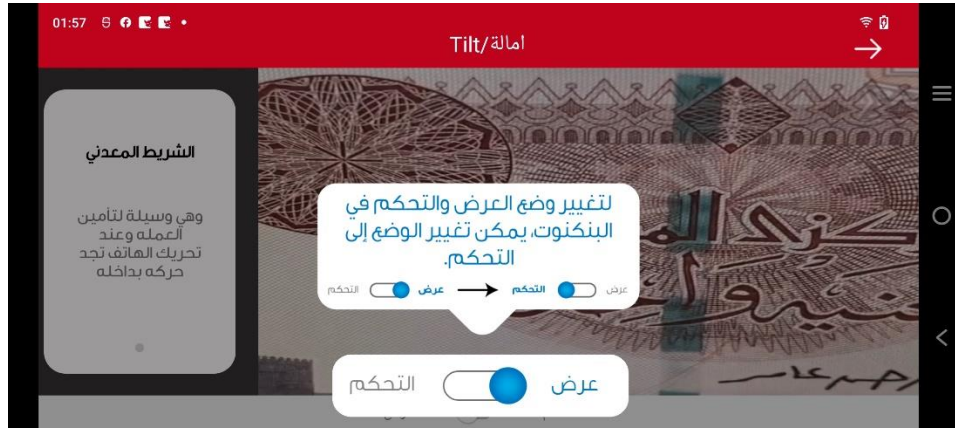 01:57
امالة/Tilt
الشريط المعدني
وهي وسيلة لتأمين
العمله وعند
تحريك الهاتف تجد
حركه بداخله
لتغيير وضع العرض والتحكم في
البنكنوت، يمكن تغيير الوضع إلى
التحكم.
عرض التحكم
عرض التحكم
عرض التحكم